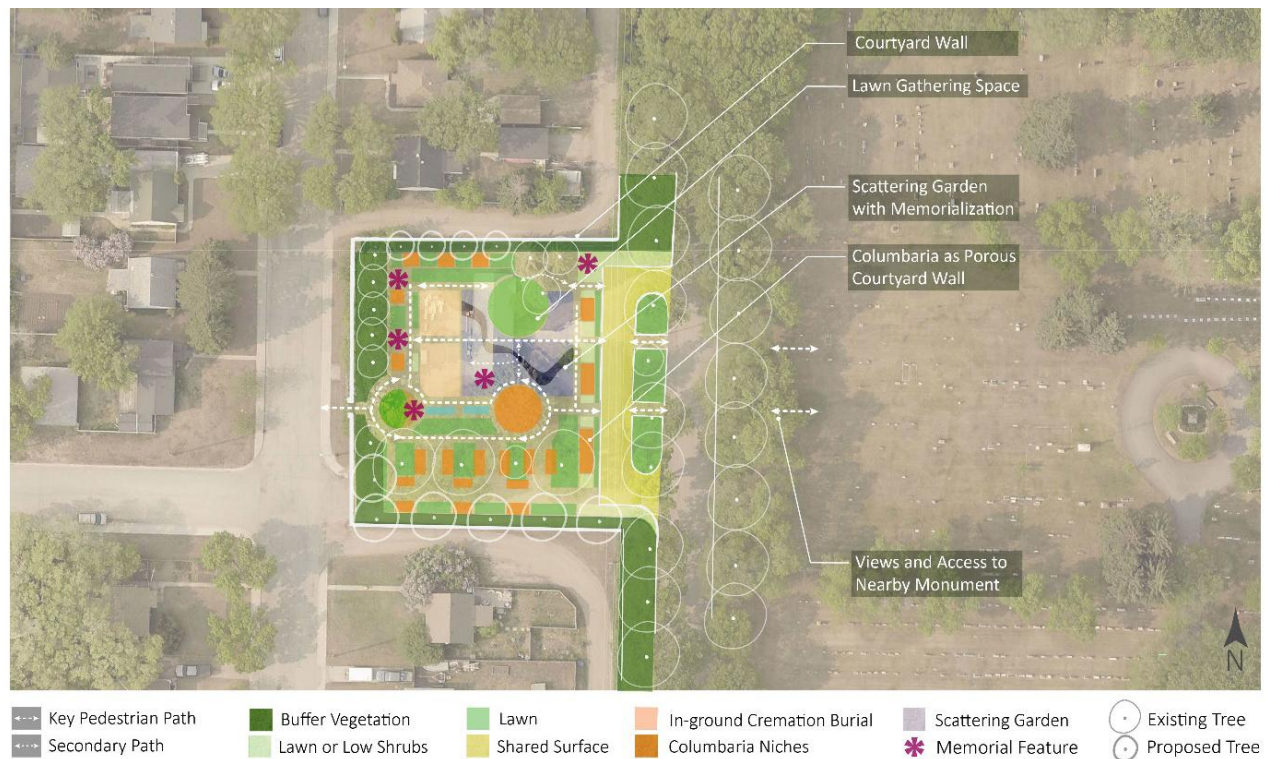 Courtyard Wall
Lawn Gathering Space
Scattering Garden
with Memorialization
Columbaria as Porous
Courtyard Wall
Views and Access to
Nearby Monument
N
Key Pedestrian Path
Secondary Path
Buffer Vegetation
Lawn or Low Shrubs
Lawn
Shared Surface
In-ground Cremation Burial
Columbaria Niches
Scattering Garden
Memorial Feature
Existing Tree
Proposed Tree